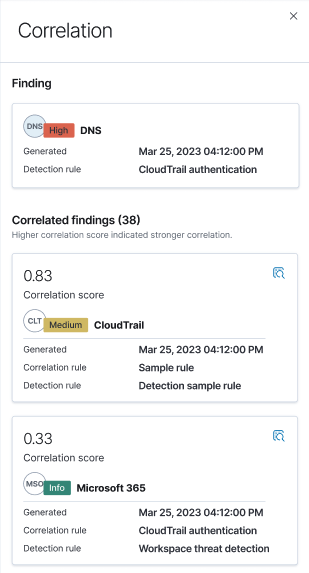 Correlation
Finding
DNS High DNS
Generated Mar 25, 2023 04:12:00 PM
Detection rule CloudTrail authentication
Correlated findings (38)
Higher correlation score indicated stronger correlation.
0.83
Correlation score
CLT Medium CloudTrail
Generated Mar 25, 2023 04:12:00 PM
Correlation rule Sample rule
Detection rule Detection sample rule
0.33
Correlation score
MSO Info Microsoft 365
Generated Mar 25, 2023 04:12:00 PM
Correlation rule CloudTrail authentication
Detection rule Workspace threat detection